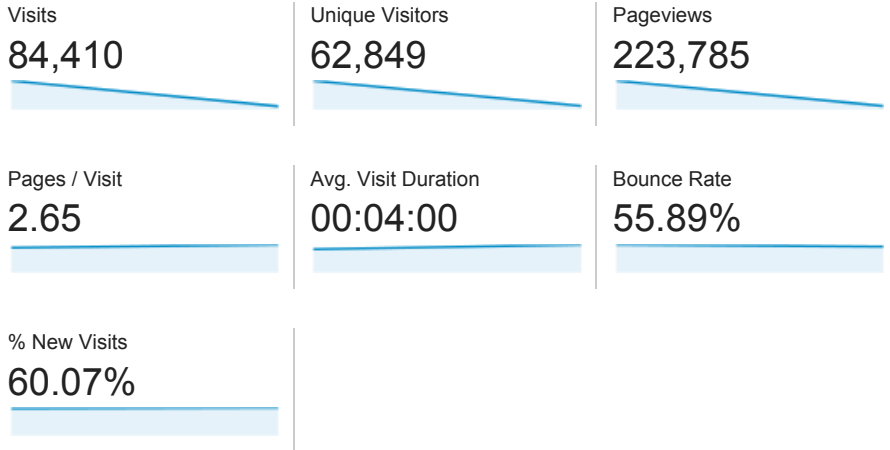 Visits
84,410
Unique Visitors
62,849
Pageviews
223,785
Pages / Visit
2.65
Avg. Visit Duration
00:04:00
Bounce Rate
55.89%
% New Visits
60.07%